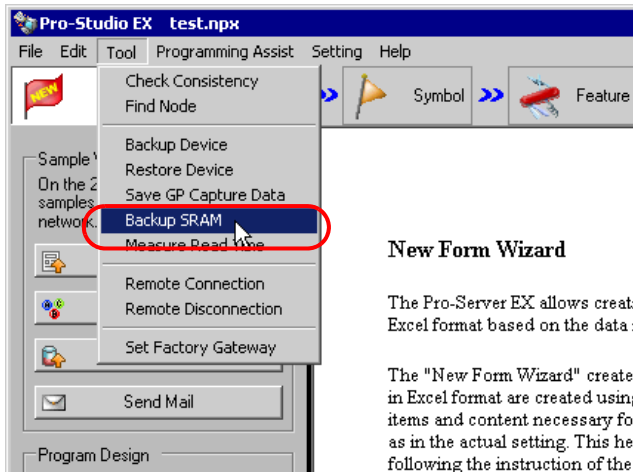 Pro-Studio EX test.npx
File Edit Tool Programming Assist Setting Help
NEW
Symbol
Feature
Check Consistency
Find Node
Backup Device
Restore Device
Save GP Capture Data
Backup SRAM
Measure Read Time
Remote Connection
Remote Disconnection
Set Factory Gateway
Sample
On the 2
samples
network.
Send Mail
Program Design
New Form Wizard
The Pro-Server EX allows creat
Excel format based on the data
The "New Form Wizard" create
in Excel format are created using
items and content necessary fo
as in the actual setting. This he
following the instruction of the